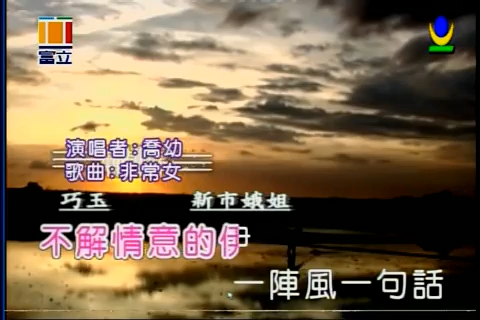 富立
演唱者:喬幼
歌曲:非常女
巧玉 新市娥姐
不解情意的伊
一陣風一句話